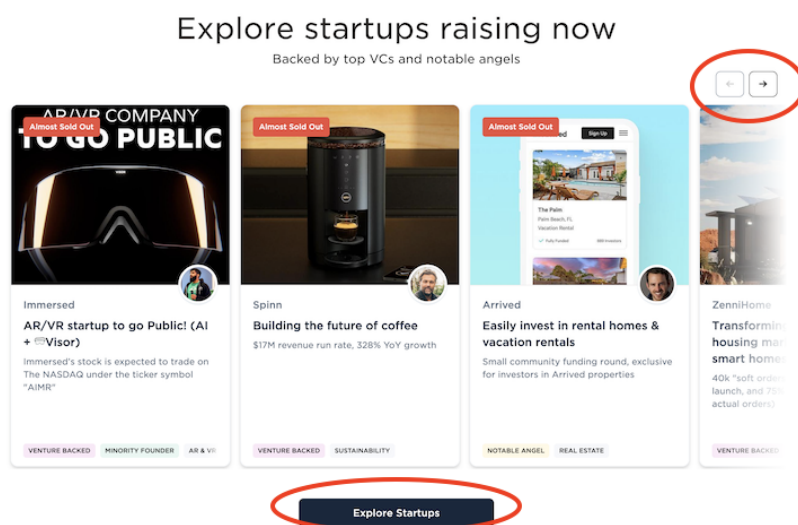 Explore startups raising now
Backed by top VCs and notable angels
← →
AR/VR COMPANY
TO GO PUBLIC
Almost Sold Out
Immersed
AR/VR startup to go Public! (AI
+ 🥽Visor)
Immersed's stock is expected to trade on
The NASDAQ under the ticker symbol
"AIMR"
VENTURE BACKED MINORITY FOUNDER AR &
Almost Sold Out
Spinn
Building the future of coffee
$17M revenue run rate, 328% YoY growth
VENTURE BACKED SUSTAINABILITY
Almost Sold Out
Sign Up
The Palm
Palm Beach, FL
Vacation Rental
Fully Funded
Arrived
Easily invest in rental homes &
vacation rentals
Small community funding round, exclusive
for investors in Arrived properties
NOTABLE ANGEL REAL ESTATE
ZenniHome
Transforming
housing
smart homes
40k "soft
launch, and
actual orders)
VENTURE BACKED
Explore Startups